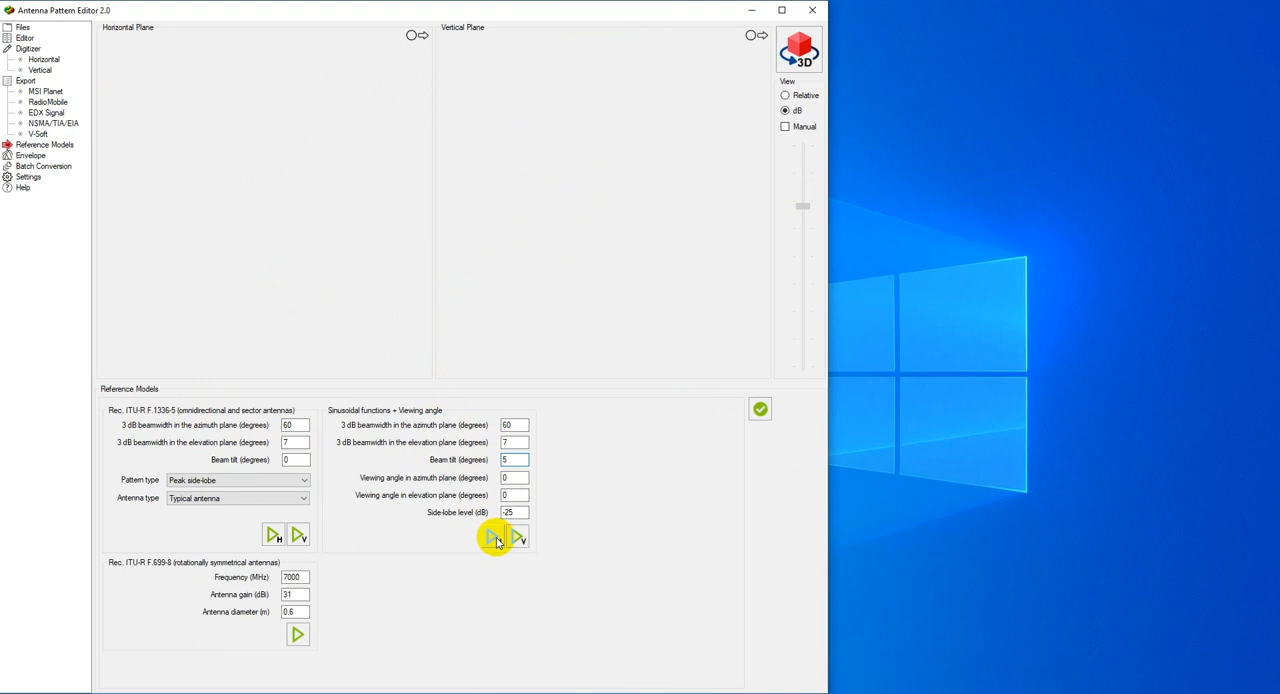 Antenna Pattern Editor 2.0
Files
Editor
Digitizer
Horizontal
Vertical
Export
MSI Planet
RadioMobile
EDX Signal
NSMA/TIA/EIA
V-Soft
Reference Models
Envelope
Batch Conversion
Settings
Help
Horizontal Plane
Vertical Plane
3D
View
Relative
dB
Manual
Reference Models
Rec. ITU-R F.1336-5 (omnidirectional and sector antennas)
3 dB beamwidth in the azimuth plane (degrees) 60
3 dB beamwidth in the elevation plane (degrees) 7
Beam tilt (degrees) 0
Pattern type Peak side-lobe
Antenna type Typical antenna
H V
Sinusoidal functions + Viewing angle
3 dB beamwidth in the azimuth plane (degrees) 60
3 dB beamwidth in the elevation plane (degrees) 7
Beam tilt (degrees) 5
Viewing angle in azimuth plane (degrees) 0
Viewing angle in elevation plane (degrees) 0
Side-lobe level (dB) -25
V
Rec. ITU-R F.699-8 (rotationally symmetrical antennas)
Frequency (MHz) 7000
Antenna gain (dBi) 31
Antenna diameter (m) 0.6